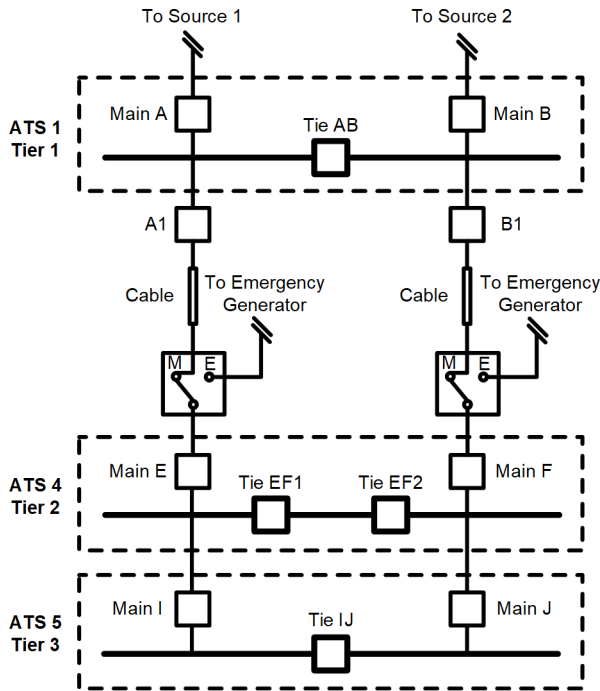 To Source 1
To Source 2
ATS 1
Tier 1
Main A
Tie AB
Main B
A1
B1
Cable
To Emergency
Generator
Cable
To Emergency
Generator
M
E
M
E
ATS 4
Tier 2
Main E
Tie EF1
Tie EF2
Main F
ATS 5
Tier 3
Main I
Tie IJ
Main J